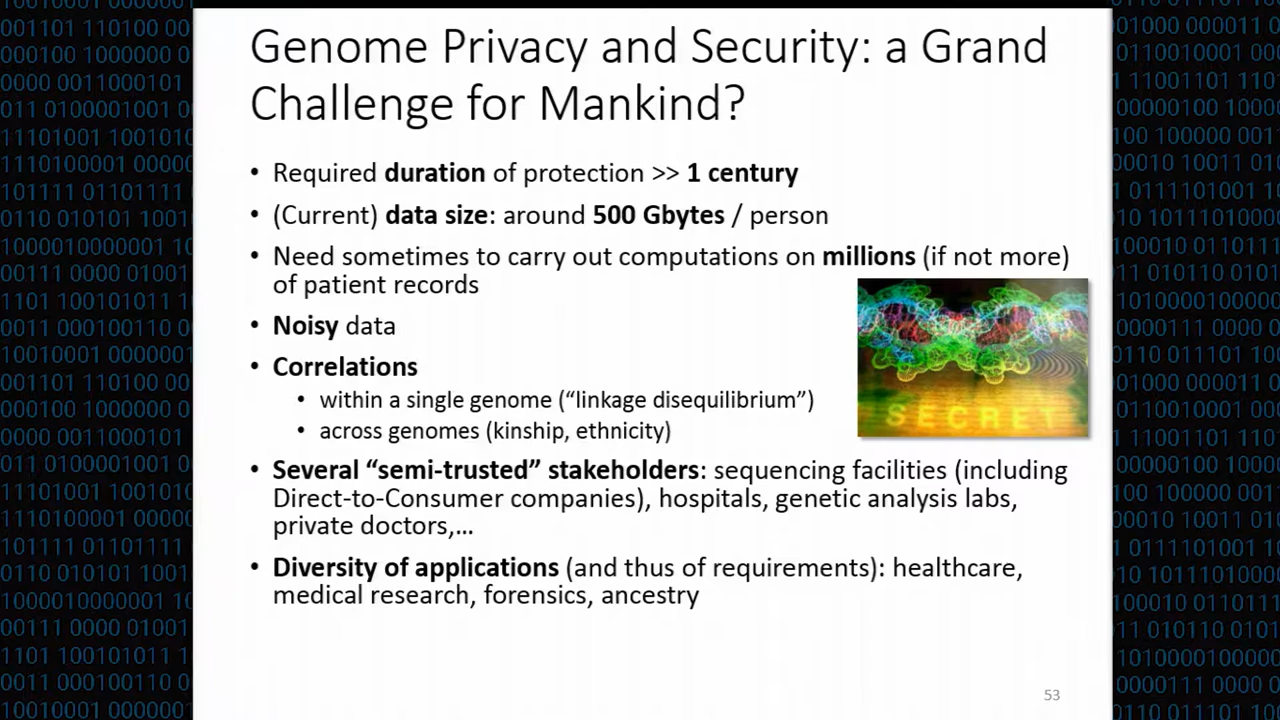 Genome Privacy and Security: a Grand
Challenge for Mankind?
• Required duration of protection >> 1 century
• (Current) data size: around 500 Gbytes / person
• Need sometimes to carry out computations on millions (if not more)
of patient records
• Noisy data
• Correlations
• within a single genome (“linkage disequilibrium”)
• across genomes (kinship, ethnicity)
• Several “semi-trusted” stakeholders: sequencing facilities (including
Direct-to-Consumer companies), hospitals, genetic analysis labs,
private doctors,…
• Diversity of applications (and thus of requirements): healthcare,
medical research, forensics, ancestry
SECRET
53